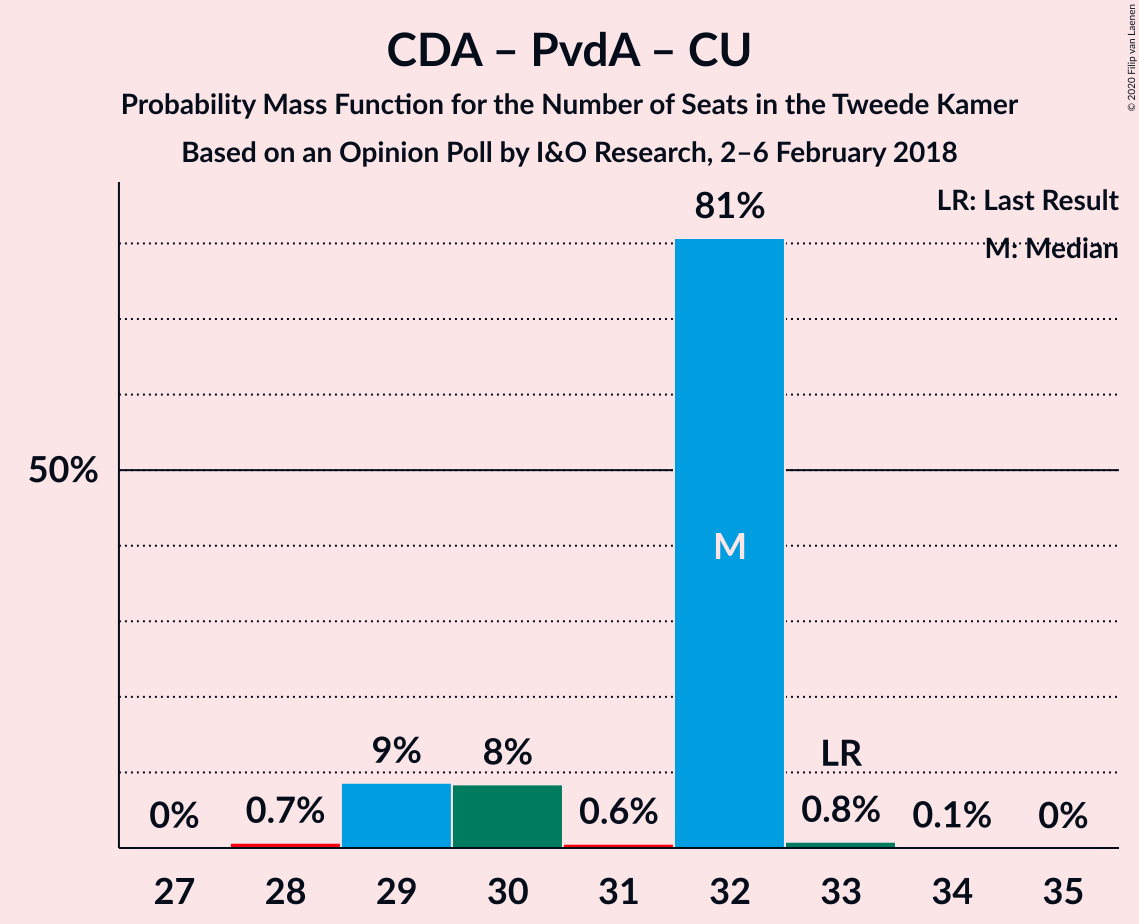 CDA – PvdA – CU
Probability Mass Function for the Number of Seats in the Tweede Kamer
Based on an Opinion Poll by I&O Research, 2–6 February 2018
© 2020 Filip van Laenen
LR: Last Result
M: Median
50%
0%
0.7%
9%
8%
0.6%
81%
M
LR
0.8%
0.1%
0%
27 28 29 30 31 32 33 34 35